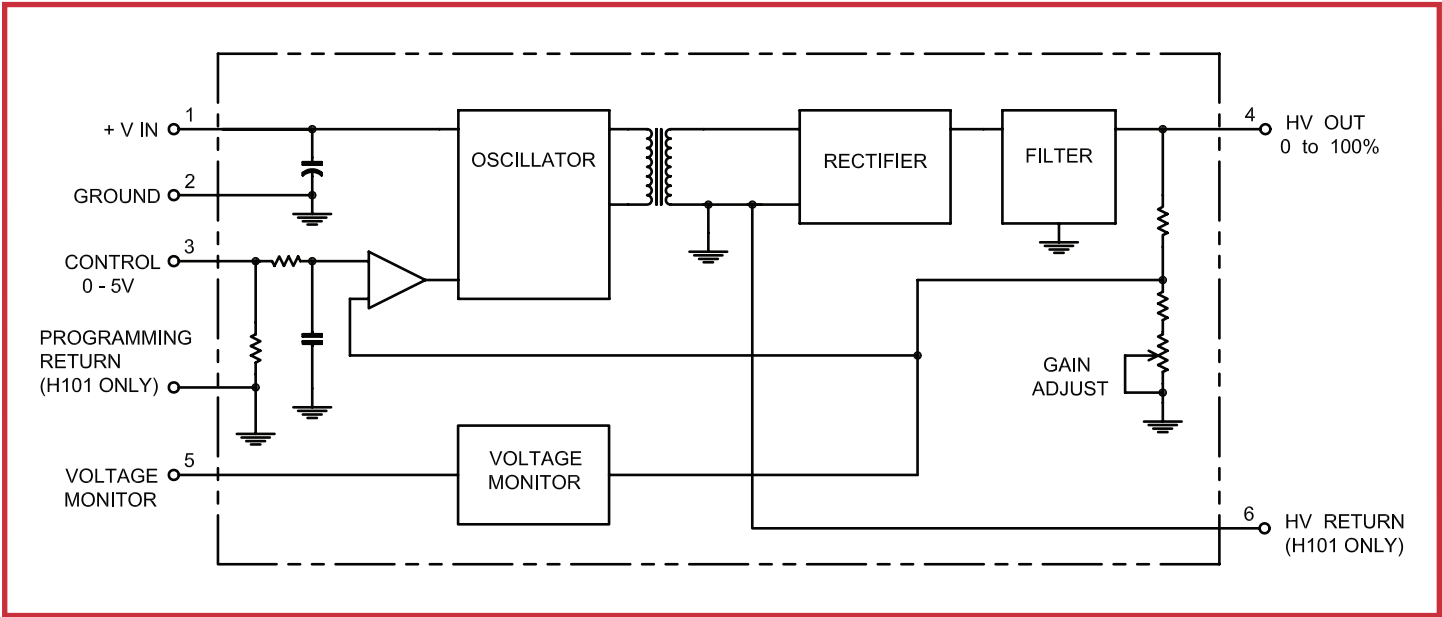 1
+ V IN
2
GROUND
3
CONTROL
0 - 5V
PROGRAMMING
RETURN
(H101 ONLY)
5
VOLTAGE
MONITOR
OSCILLATOR
VOLTAGE
MONITOR
RECTIFIER
FILTER
GAIN
ADJUST
4
HV OUT
0 to 100%
6
HV RETURN
(H101 ONLY)